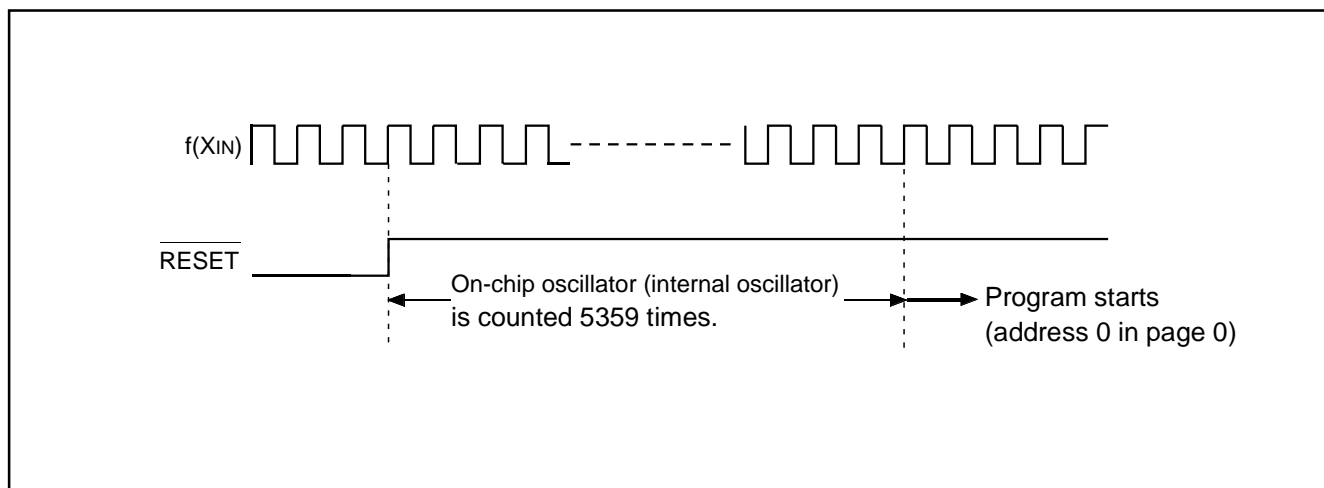 f(XIN)
RESET
On-chip oscillator (internal oscillator)
is counted 5359 times.
Program starts
(address 0 in page 0)